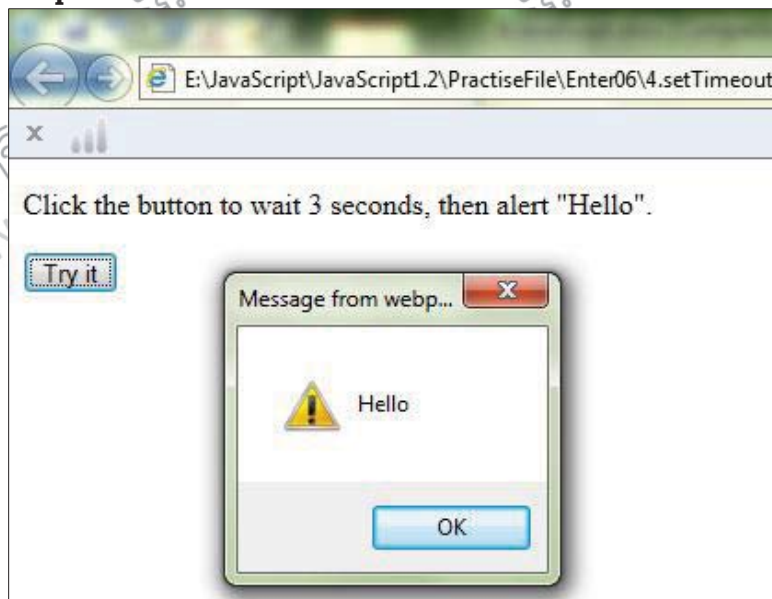 E:\JavaScript\JavaScript1.2\PractiseFile\Enter06\4.setTimeout
x
Click the button to wait 3 seconds, then alert "Hello".
Try it
Message from webp...
Hello
OK